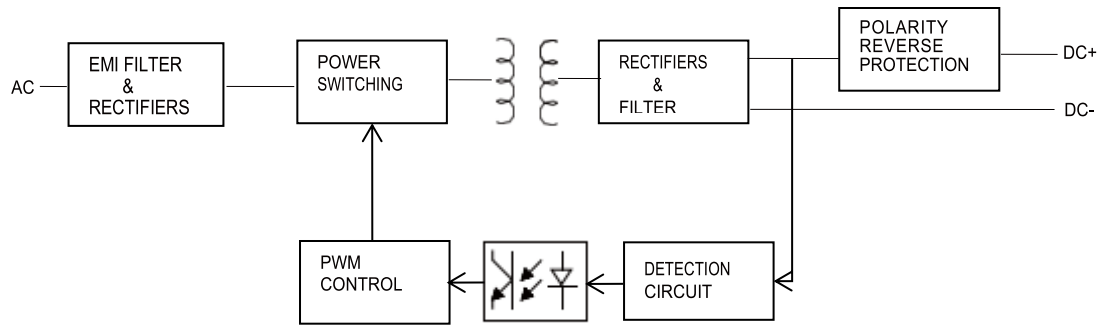 AC
EMI FILTER
&
RECTIFIERS
POWER
SWITCHING
RECTIFIERS
&
FILTER
POLARITY
REVERSE
PROTECTION
DC+
DC-
PWM
CONTROL
DETECTION
CIRCUIT